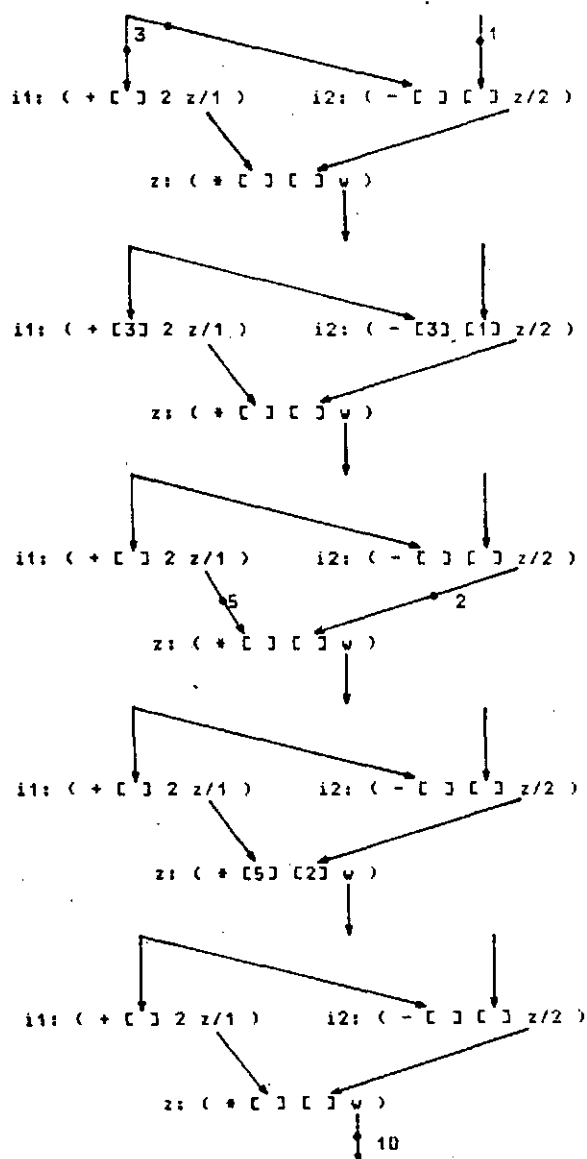 3 1
i1: ( + [ ] 2 z/1 ) i2: ( - [ ] [ ] z/2 )
z: ( * [ ] [ ] w )
i1: ( + [3] 2 z/1 ) i2: ( - [3] [1] z/2 )
z: ( * [ ] [ ] w )
i1: ( + [ ] 2 z/1 ) i2: ( - [ ] [ ] z/2 )
5 2
z: ( * [ ] [ ] w )
i1: ( + [ ] 2 z/1 ) i2: ( - [ ] [ ] z/2 )
z: ( * [5] [2] w )
i1: ( + [ ] 2 z/1 ) i2: ( - [ ] [ ] z/2 )
z: ( * [ ] [ ] w )
10